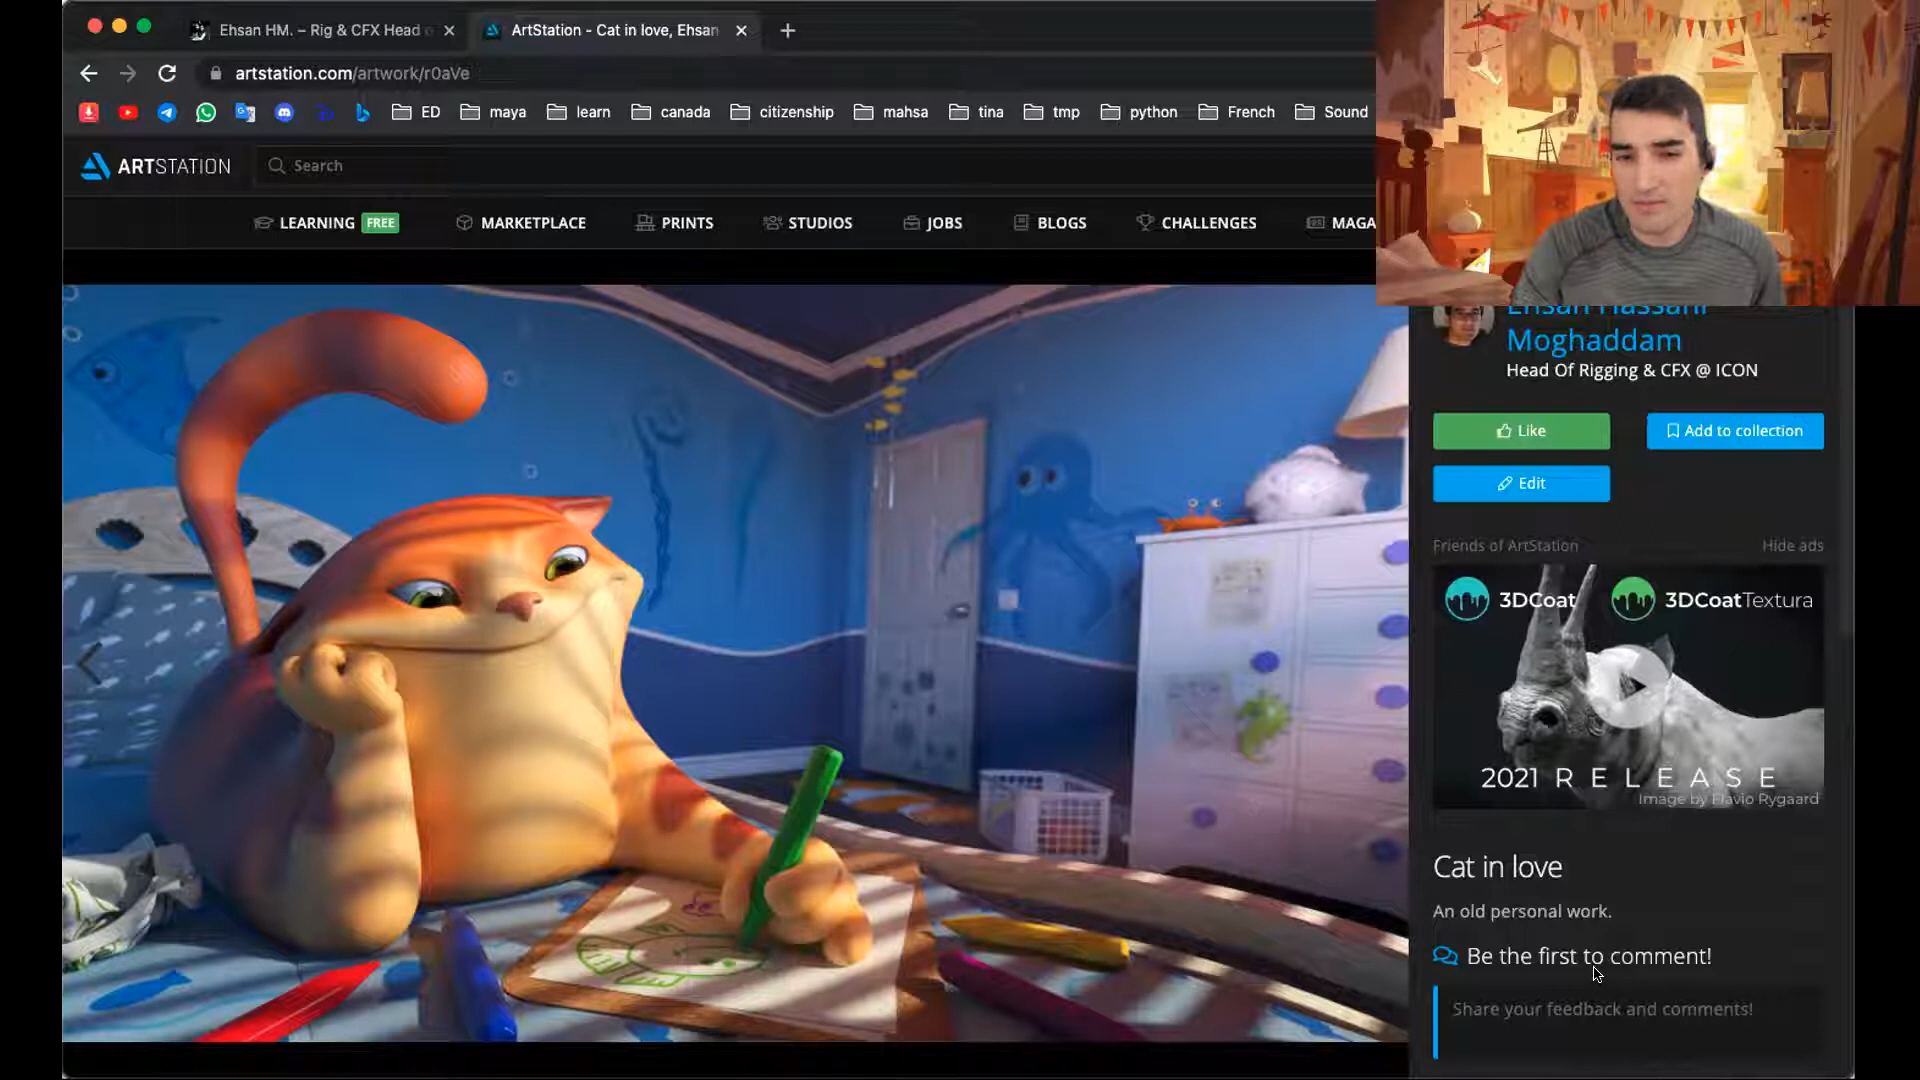 Ehsan HM. – Rig & CFX Head
ArtStation - Cat in love, Ehsan
artstation.com/artwork/r0aVe
ED
maya
learn
canada
citizenship
mahsa
tina
tmp
python
French
Sound
ARTSTATION
Search
LEARNING FREE
MARKETPLACE
PRINTS
STUDIOS
JOBS
BLOGS
CHALLENGES
MAGA
Ehsan Hassani
Moghaddam
Head Of Rigging & CFX @ ICON
Like
Add to collection
Edit
Friends of ArtStation
Hide ads
3DCoat
3DCoatTextura
2021 RELEASE
Image by Flavio Rygaard
Cat in love
An old personal work.
Be the first to comment!
Share your feedback and comments!